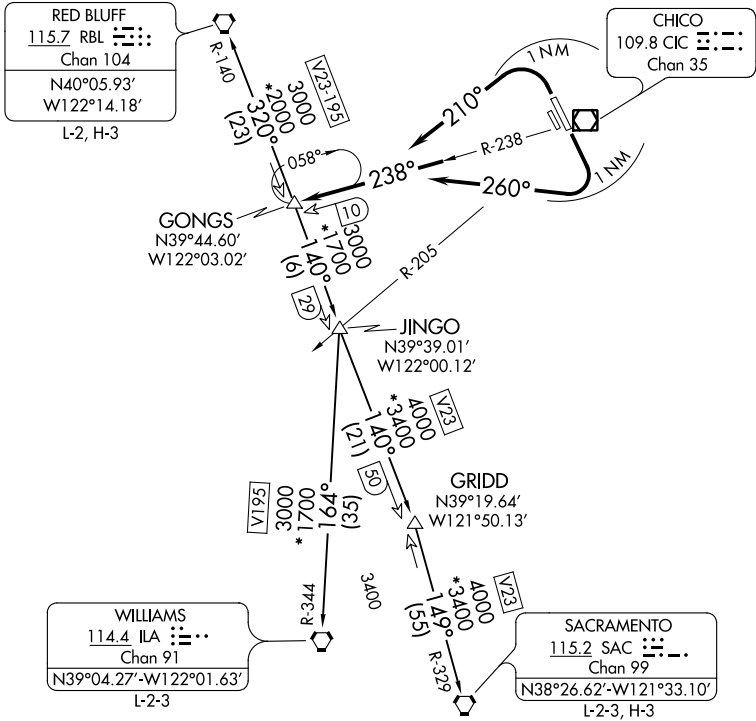 RED BLUFF
115.7 RBL
Chan 104
N40°05.93'
W122°14.18'
L-2, H-3
CHICO
109.8 CIC
Chan 35
R-140
V23-195
3000
*2000
320°
(23)
1 NM
210°
R-238
238°
058°
260°
1 NM
GONGS
N39°44.60'
W122°03.02'
10
3000
*1700
140°
(6)
R-205
29
JINGO
N39°39.01'
W122°00.12'
V23
4000
*3400
140°
(21)
50
GRIDD
N39°19.64'
W121°50.13'
V195
3000
*1700
164°
(35)
R-344
3400
V23
4000
*3400
149°
(55)
R-329
WILLIAMS
114.4 ILA
Chan 91
N39°04.27'-W122°01.63'
L-2-3
SACRAMENTO
115.2 SAC
Chan 99
N38°26.62'-W121°33.10'
L-2-3, H-3